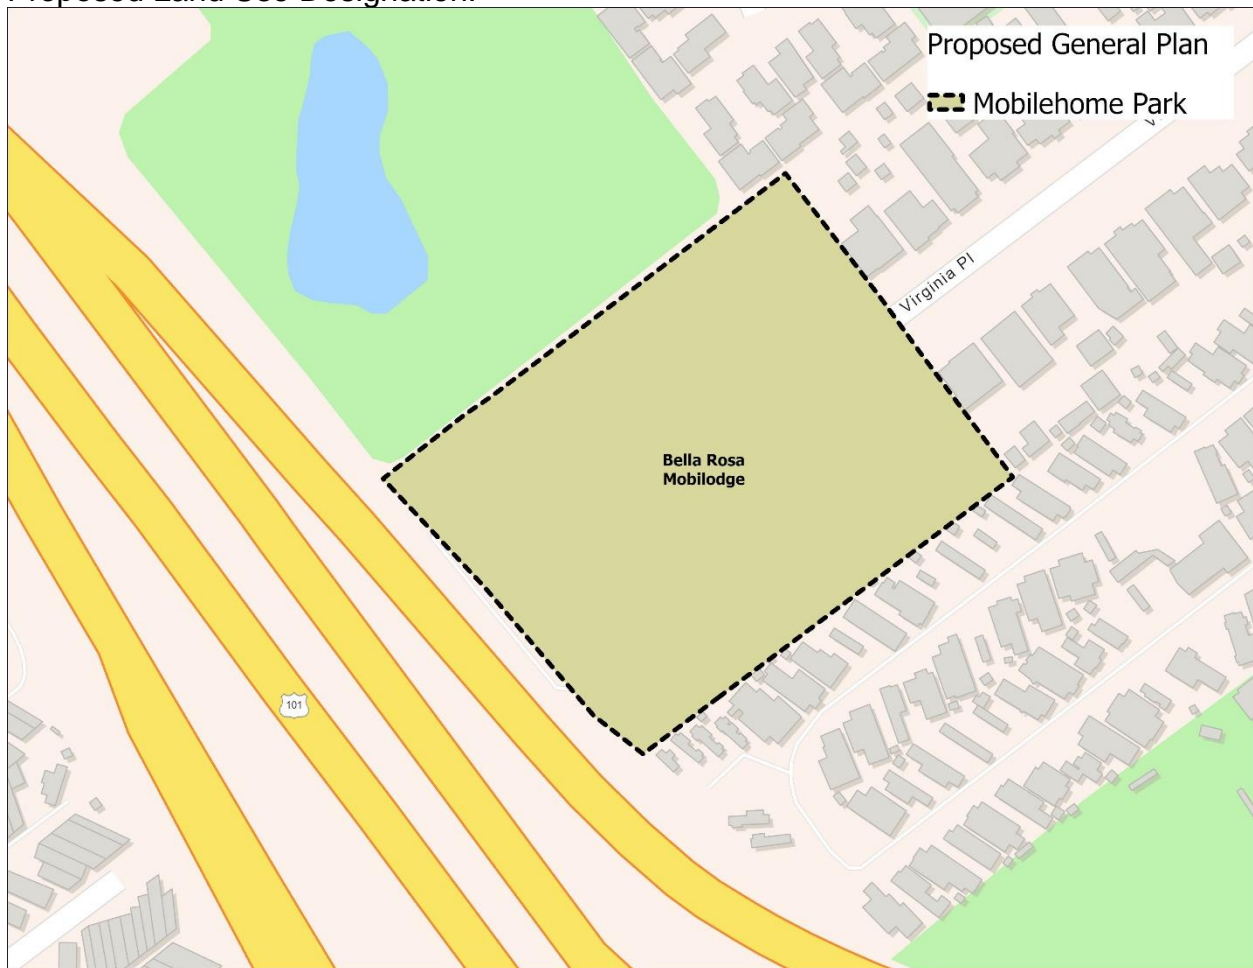 Proposed Land Use Designation:
Proposed General Plan
Mobilehome Park
Virginia Pl
Bella Rosa
Mobilodge
101